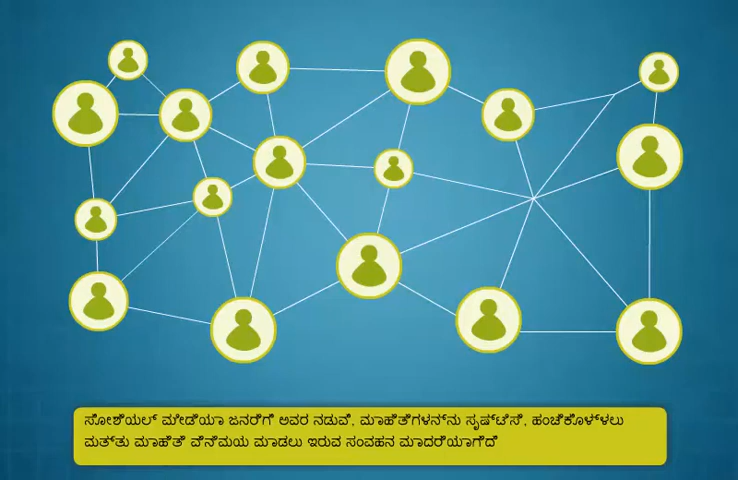 ಸೋಶಿಯಲ್ ಮೀಡಿಯಾ ಜನರಿಗೆ ಅವರ ನಡುವೆ, ಮಾಹಿತಿಗಳನ್ನು ಸೃಷ್ಟಿಸಿ, ಹಂಚಿಕೊಳ್ಳಲು
ಮತ್ತು ಮಾಹಿತಿ ವಿನಿಮಯ ಮಾಡಲು ಇರುವ ಸಂವಹನ ಮಾದರಿಯಾಗಿದೆ